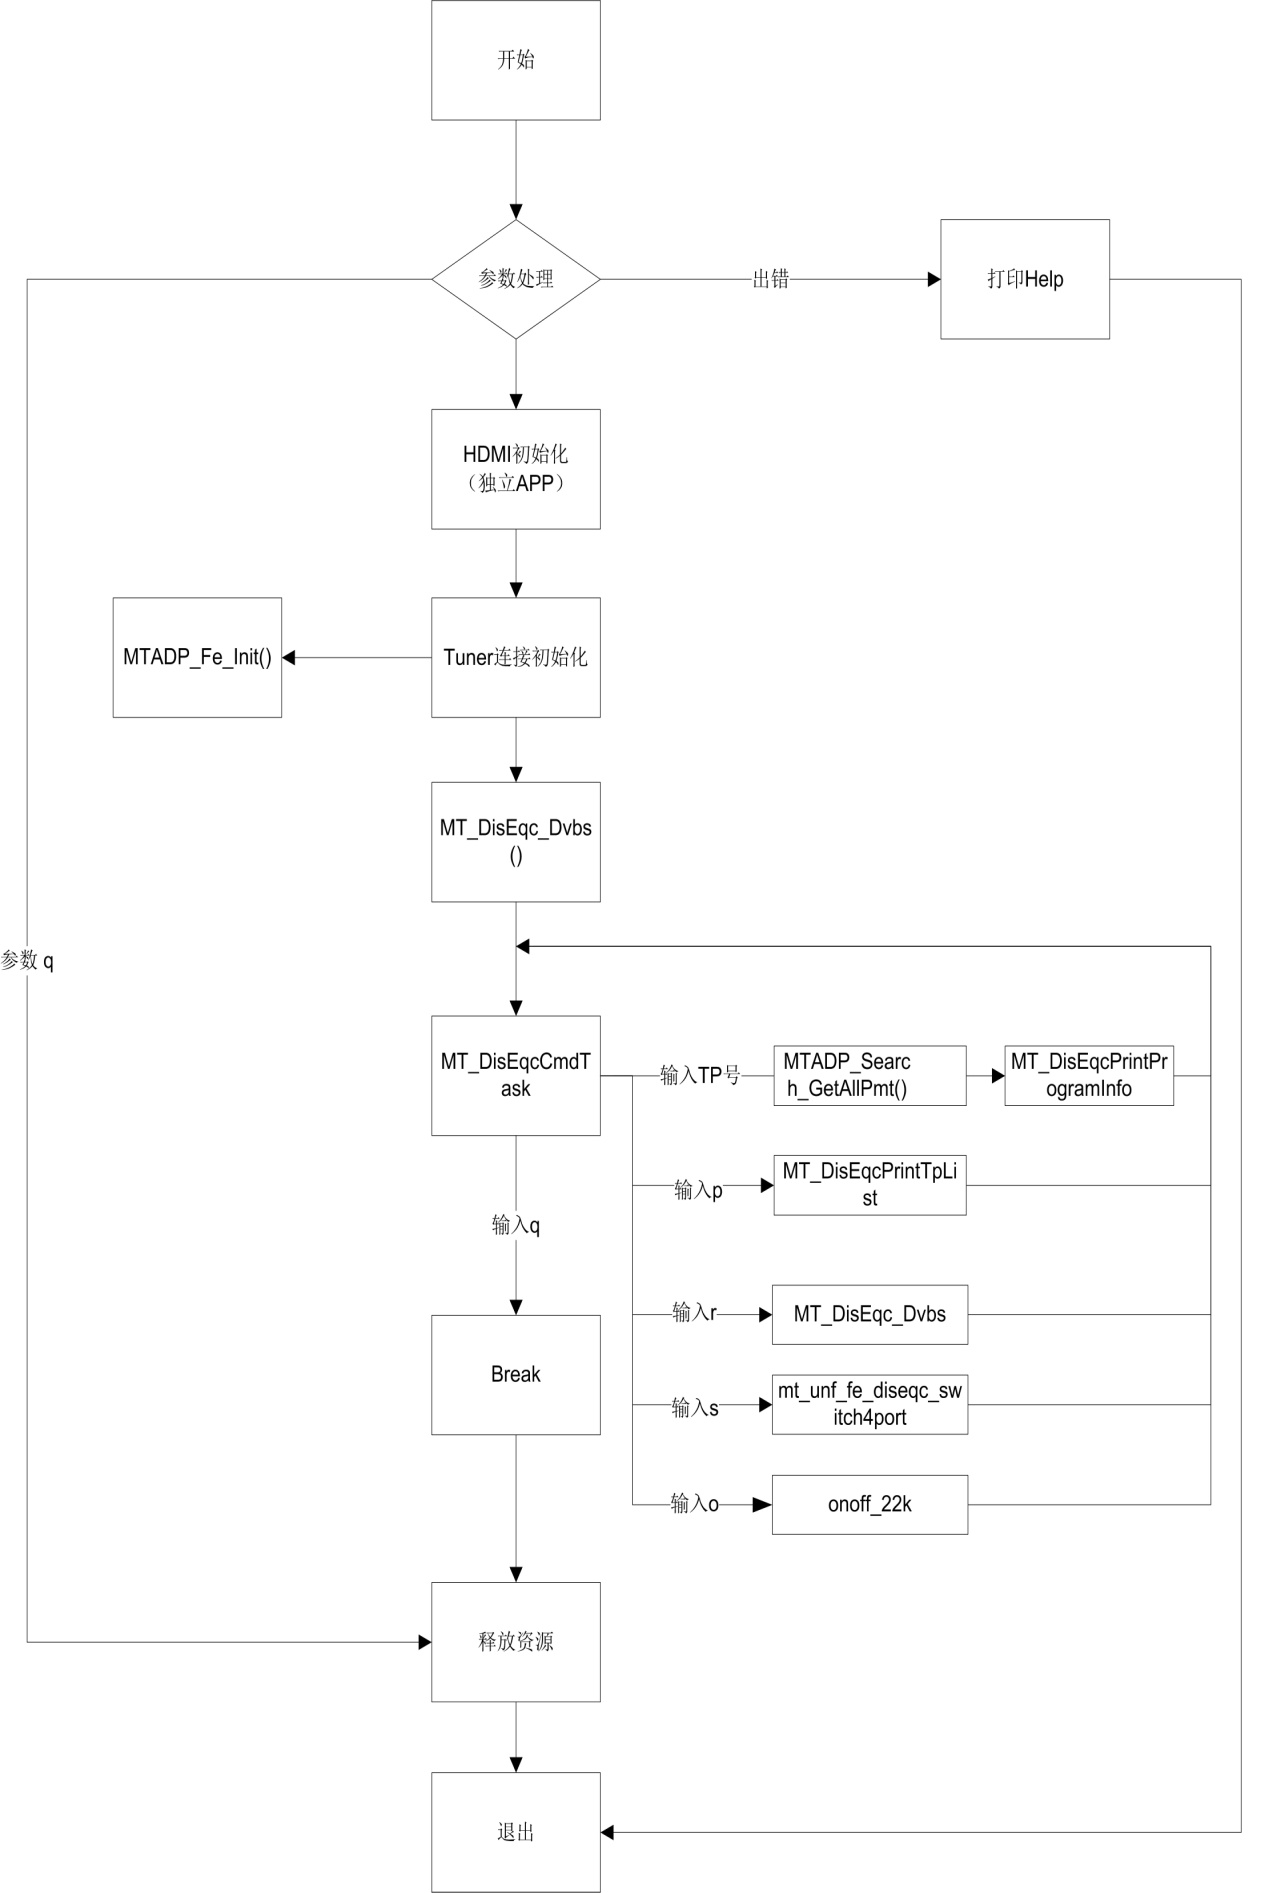 开始
参数处理
出错
打印Help
HDMI初始化
（独立APP）
MTADP_Fe_Init()
Tuner连接初始化
MT_DisEqc_Dvbs
()
参数 q
MT_DisEqcCmdT
ask
输入TP号
MTADP_Searc
h_GetAllPmt()
MT_DisEqcPrintPr
ogramInfo
输入p
MT_DisEqcPrintTpLi
st
输入q
输入r
MT_DisEqc_Dvbs
Break
输入s
mt_unf_fe_diseqc_sw
itch4port
输入o
onoff_22k
释放资源
退出